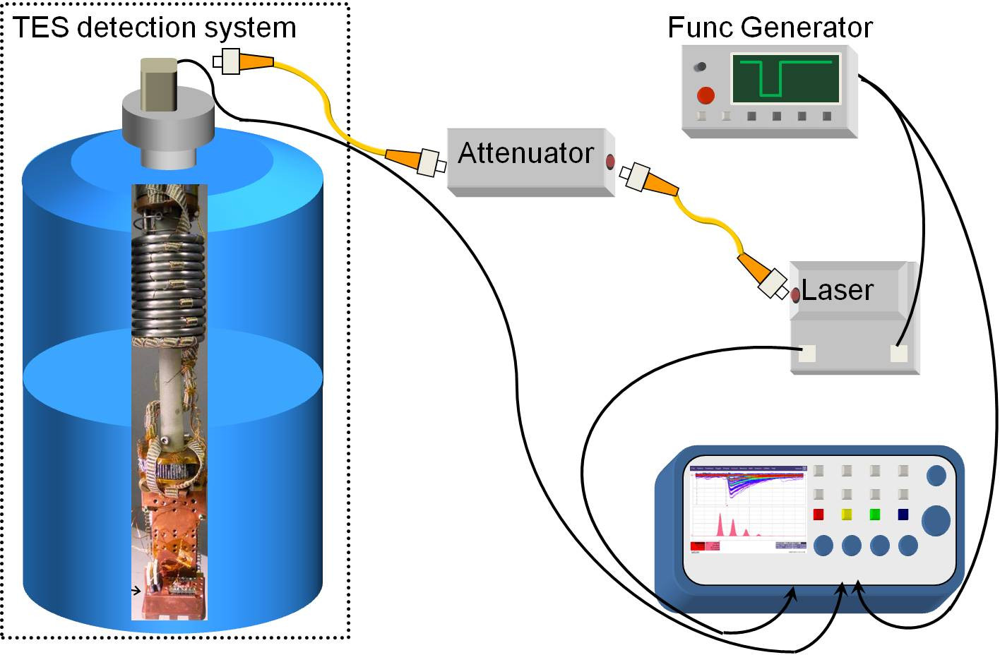 TES detection system
Func Generator
Attenuator
Laser